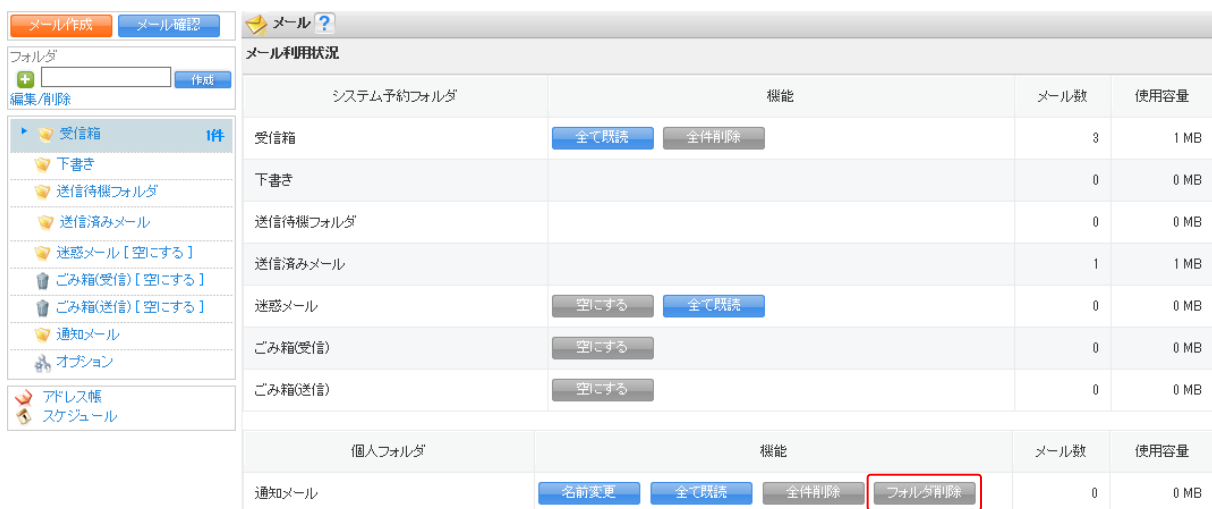 メール作成 メール確認
フォルダ
作成
編集/削除
受信箱 1件
下書き
送信待機フォルダ
送信済みメール
迷惑メール [ 空にする ]
ごみ箱(受信) [ 空にする ]
ごみ箱(送信) [ 空にする ]
通知メール
オプション
アドレス帳
スケジュール
メール ?
メール利用状況
システム予約フォルダ 機能 メール数 使用容量
受信箱 全て既読 全件削除 3 1 MB
下書き 0 0 MB
送信待機フォルダ 0 0 MB
送信済みメール 1 1 MB
迷惑メール 空にする 全て既読 0 0 MB
ごみ箱(受信) 空にする 0 0 MB
ごみ箱(送信) 空にする 0 0 MB
個人フォルダ 機能 メール数 使用容量
通知メール 名前変更 全て既読 全件削除 フォルダ削除 0 0 MB